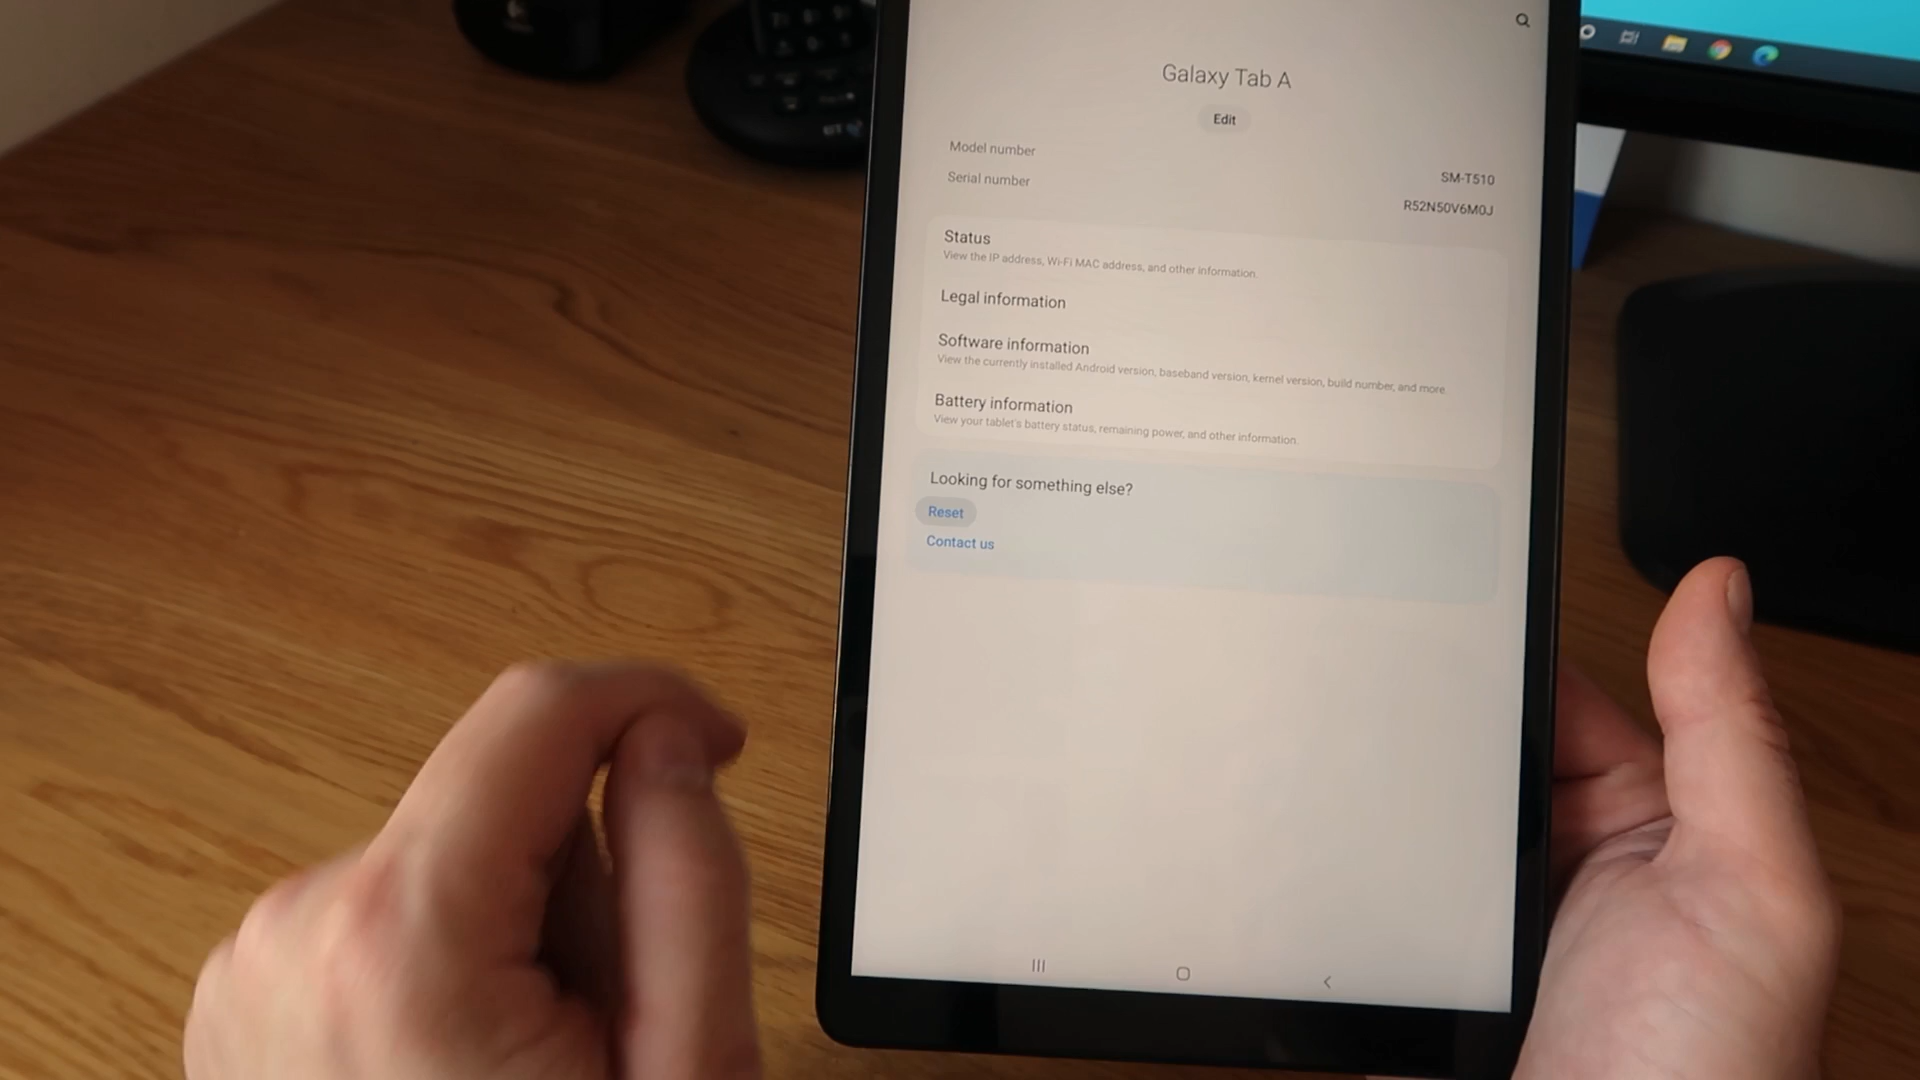 Galaxy Tab A
Edit
Model number
SM-T510
Serial number
R52N50V6M0J
Status
View the IP address, Wi-Fi MAC address, and other information.
Legal information
Software information
View the currently installed Android version, baseband version, kernel version, build number, and more.
Battery information
View your tablet's battery status, remaining power, and other information.
Looking for something else?
Reset
Contact us
BT